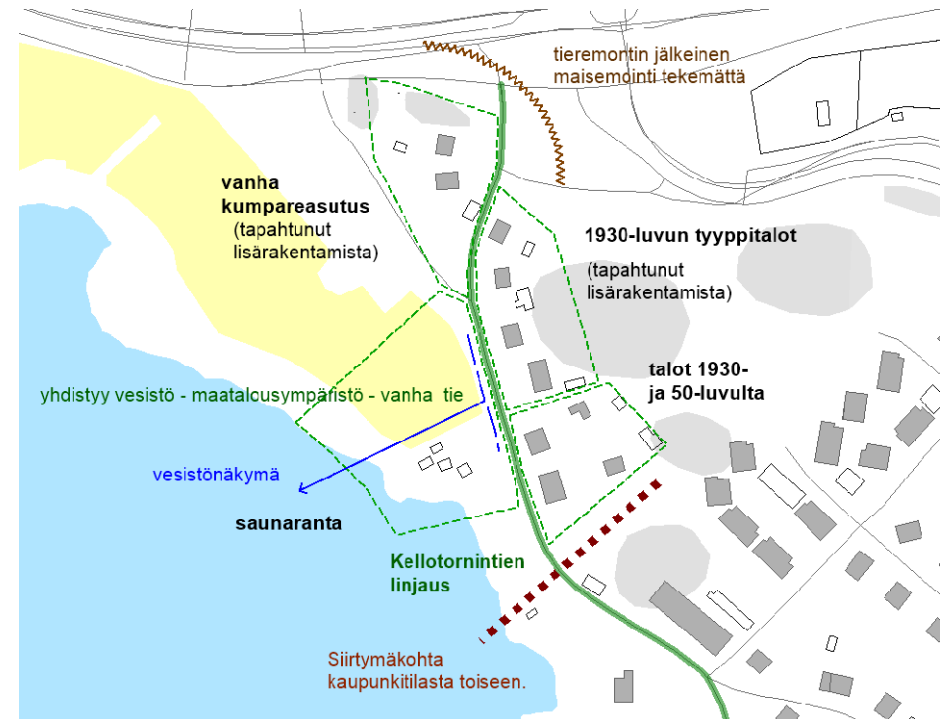 tieremontin jälkeinen
maisemointi tekemättä
vanha
kumpareasutus
(tapahtunut
lisärakentamista)
1930-luvun tyyppitalot
(tapahtunut
lisärakentamista)
talot 1930-
ja 50-luvulta
yhdistyy vesistö - maatalousympäristö - vanha tie
vesistönäkymä
saunaranta
Kellotornintien
linjaus
Siirtymäkohta
kaupunkitilasta toiseen.